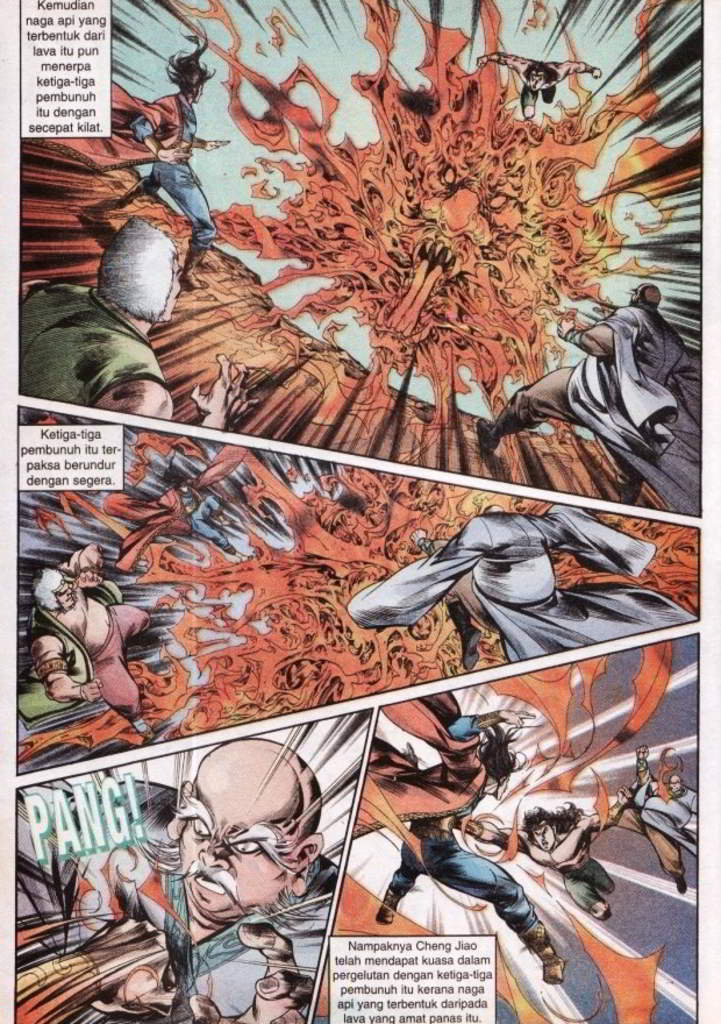 Kemudian
naga api yang
terbentuk dari
lava itu pun
menerpa
ketiga-tiga
pembunuh
itu dengan
secepat kilat.
Ketiga-tiga
pembunuh itu ter-
paksa berundur
dengan segera.
PANG!
Nampaknya Cheng Jiao
telah mendapat kuasa dalam
pergelutan dengan ketiga-tiga
pembunuh itu kerana naga
api yang terbentuk daripada
lava yang amat panas itu.